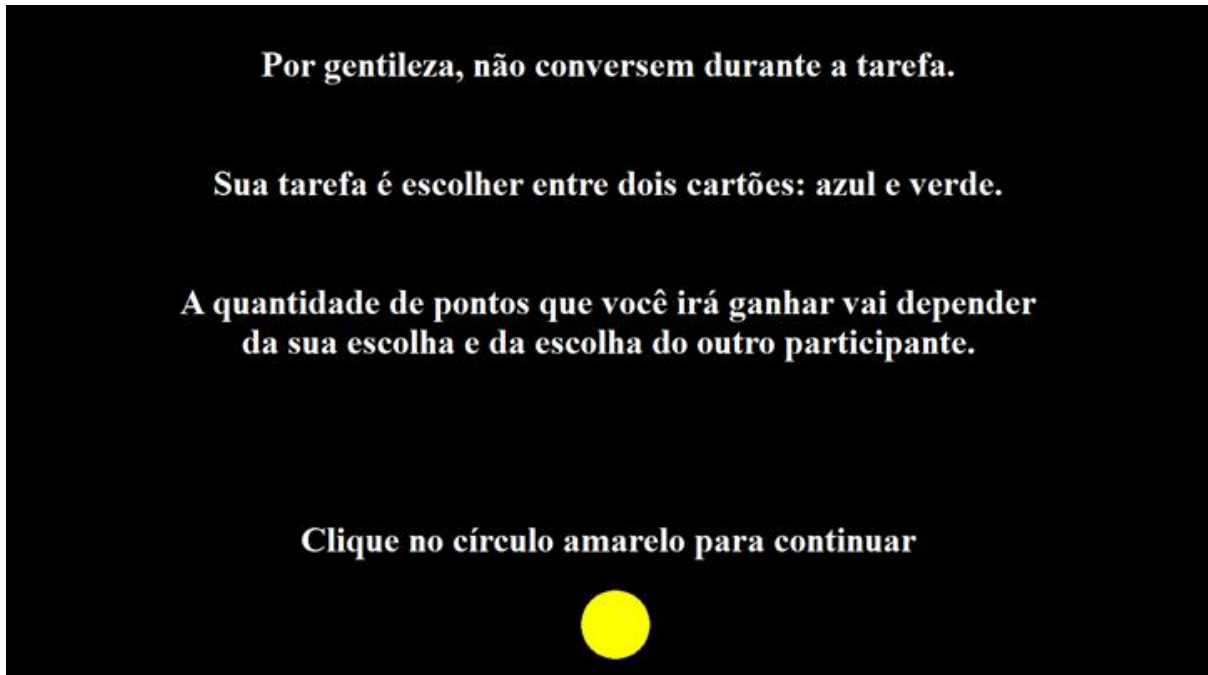 Por gentileza, não conversem durante a tarefa.
Sua tarefa é escolher entre dois cartões: azul e verde.
A quantidade de pontos que você irá ganhar vai depender
da sua escolha e da escolha do outro participante.
Clique no círculo amarelo para continuar